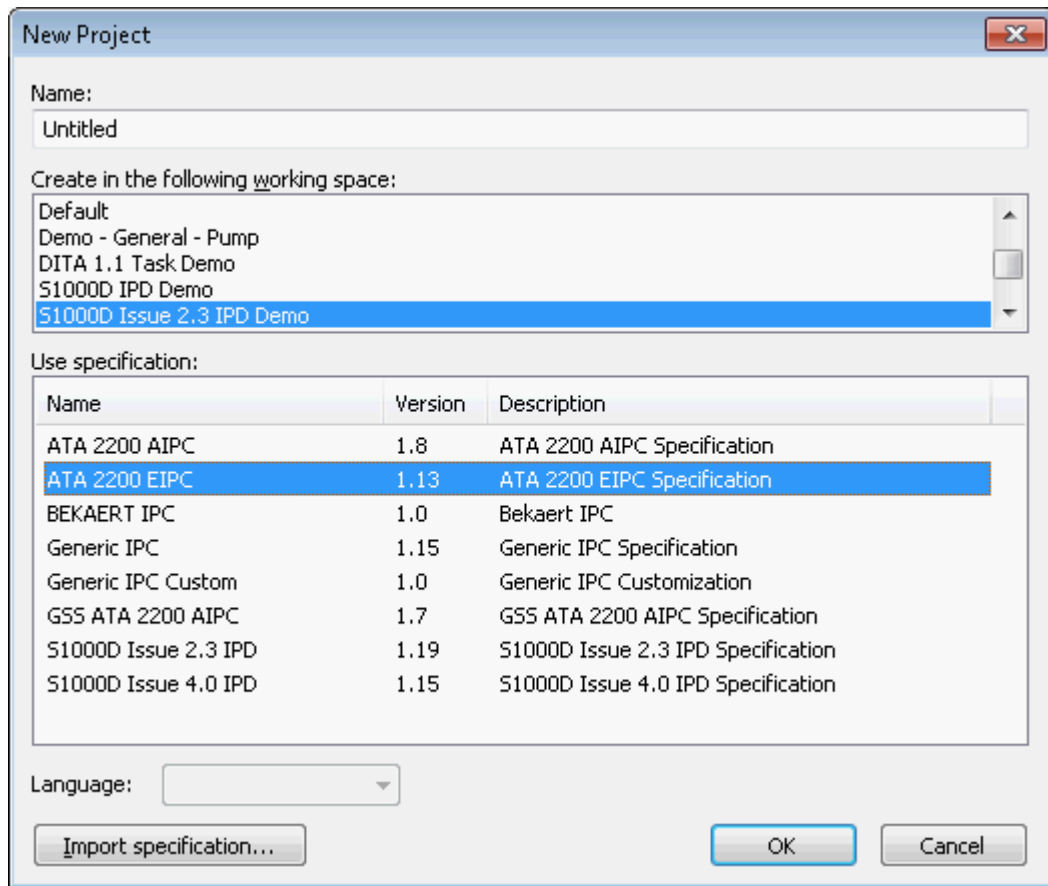 New Project
Name:
Untitled
Create in the following working space:
Default
Demo - General - Pump
DITA 1.1 Task Demo
S1000D IPD Demo
S1000D Issue 2.3 IPD Demo
Use specification:
Name Version Description
ATA 2200 AIPC 1.8 ATA 2200 AIPC Specification
ATA 2200 EIPC 1.13 ATA 2200 EIPC Specification
BEKAERT IPC 1.0 Bekaert IPC
Generic IPC 1.15 Generic IPC Specification
Generic IPC Custom 1.0 Generic IPC Customization
GSS ATA 2200 AIPC 1.7 GSS ATA 2200 AIPC Specification
S1000D Issue 2.3 IPD 1.19 S1000D Issue 2.3 IPD Specification
S1000D Issue 4.0 IPD 1.15 S1000D Issue 4.0 IPD Specification
Language:
Import specification... OK Cancel